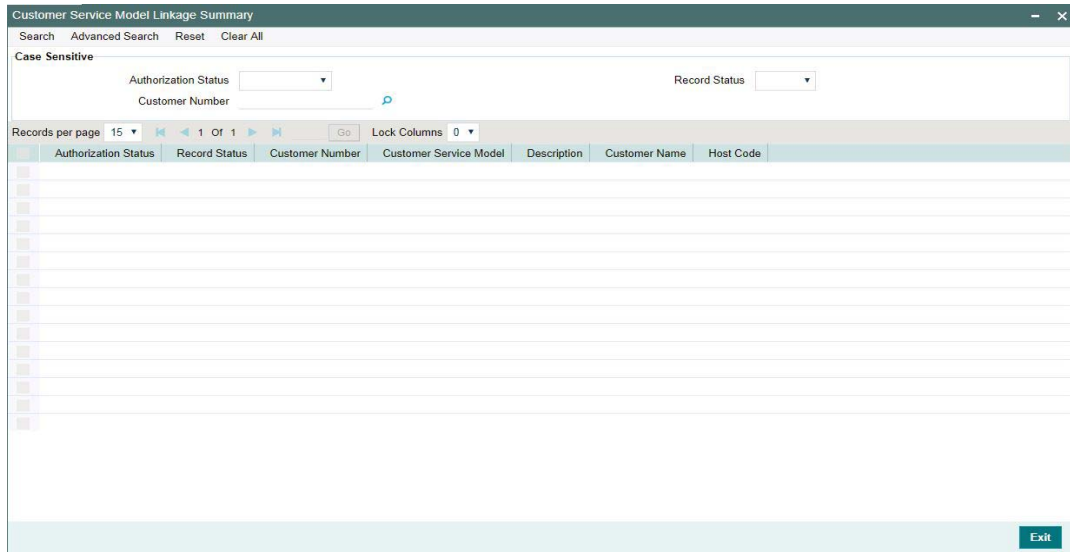 Customer Service Model Linkage Summary
Search Advanced Search Reset Clear All
Case Sensitive
Authorization Status Record Status
Customer Number
Records per page 15 1 Of 1 Go Lock Columns 0
Authorization Status Record Status Customer Number Customer Service Model Description Customer Name Host Code
Exit